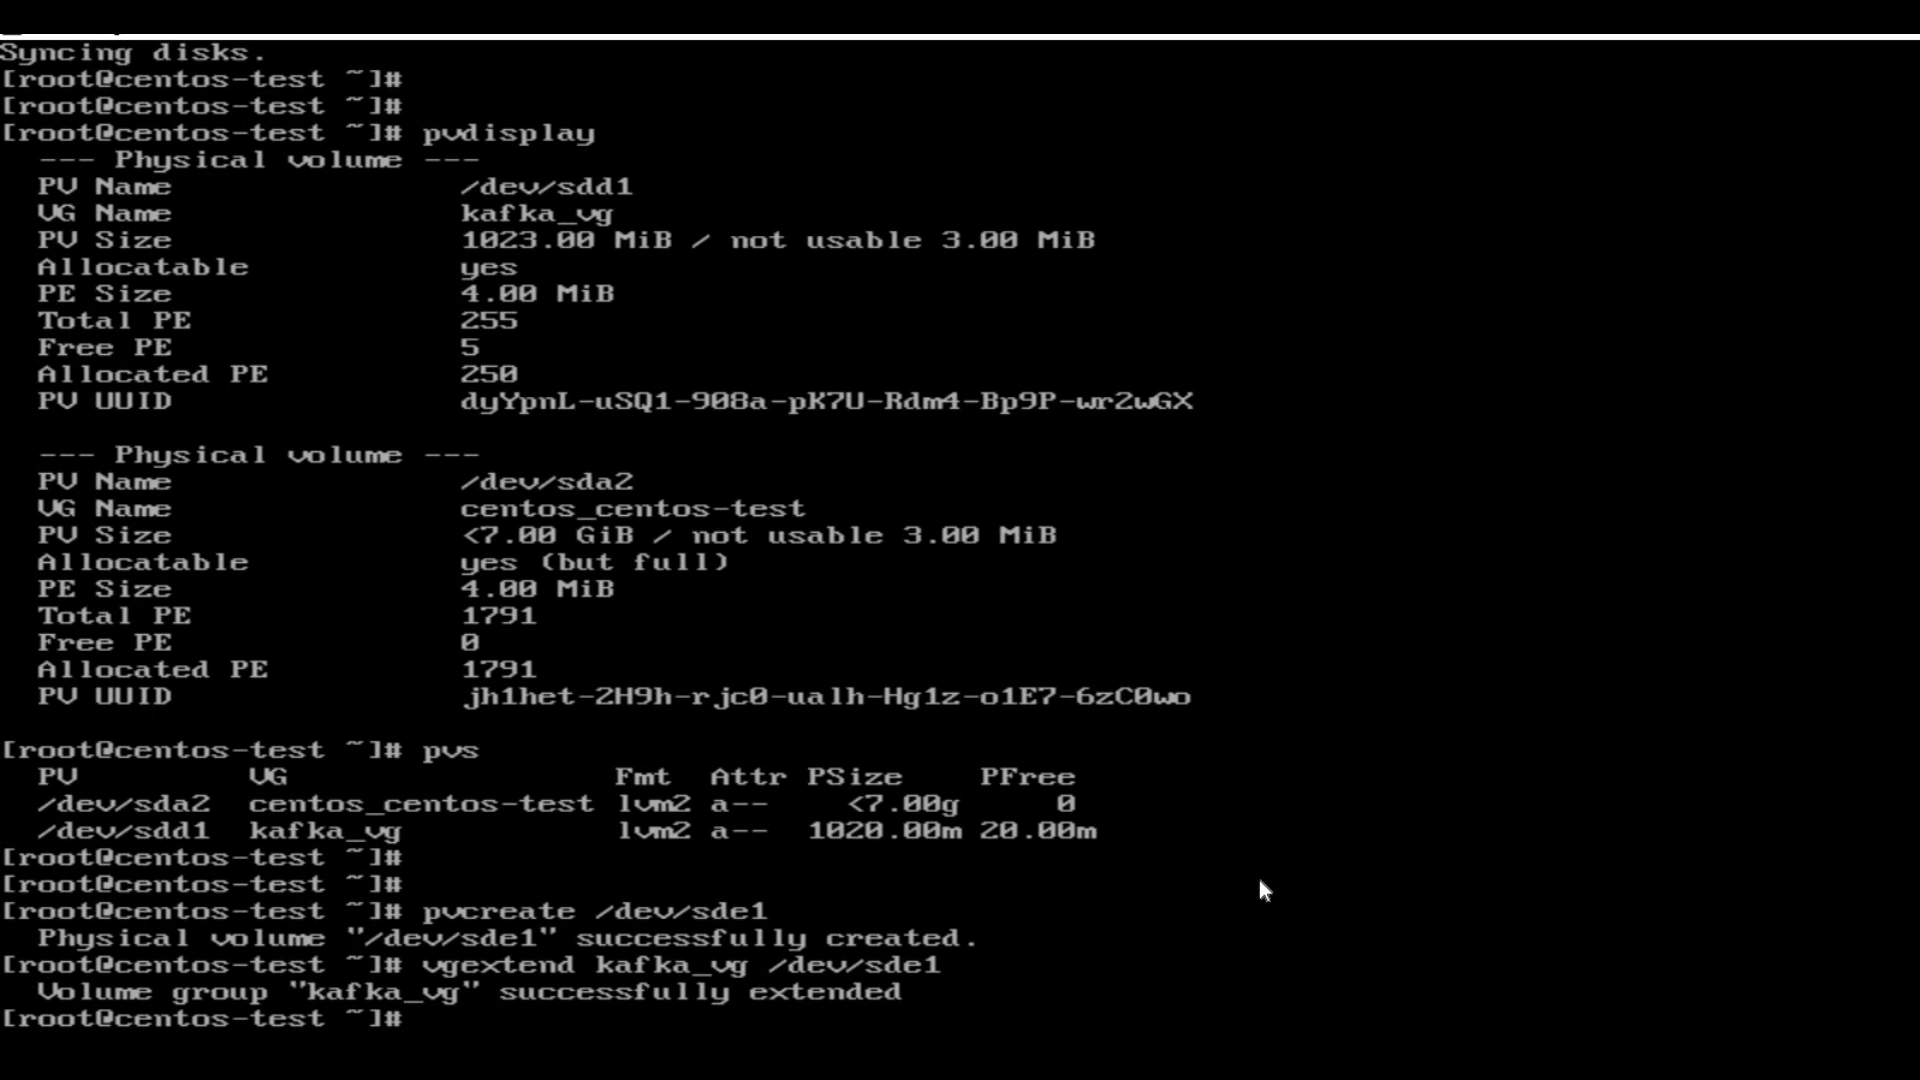 Syncing disks.
[root@centos-test ~]#
[root@centos-test ~]#
[root@centos-test ~]# pvdisplay
--- Physical volume ---
PV Name /dev/sdd1
VG Name kafka_vg
PV Size 1023.00 MiB / not usable 3.00 MiB
Allocatable yes
PE Size 4.00 MiB
Total PE 255
Free PE 5
Allocated PE 250
PV UUID dyYpnL-uSQ1-908a-pK7U-Rdm4-Bp9P-wr2wGX
--- Physical volume ---
PV Name /dev/sda2
VG Name centos_centos-test
PV Size <7.00 GiB / not usable 3.00 MiB
Allocatable yes (but full)
PE Size 4.00 MiB
Total PE 1791
Free PE 0
Allocated PE 1791
PV UUID jh1het-2H9h-rjc0-ualh-Hg1z-o1E7-6zC0wo
[root@centos-test ~]# pvs
PV VG Fmt Attr PSize PFree
/dev/sda2 centos_centos-test lvm2 a-- <7.00g 0
/dev/sdd1 kafka_vg lvm2 a-- 1020.00m 20.00m
[root@centos-test ~]#
[root@centos-test ~]#
[root@centos-test ~]# pvcreate /dev/sde1
Physical volume "/dev/sde1" successfully created.
[root@centos-test ~]# vgextend kafka_vg /dev/sde1
Volume group "kafka_vg" successfully extended
[root@centos-test ~]#